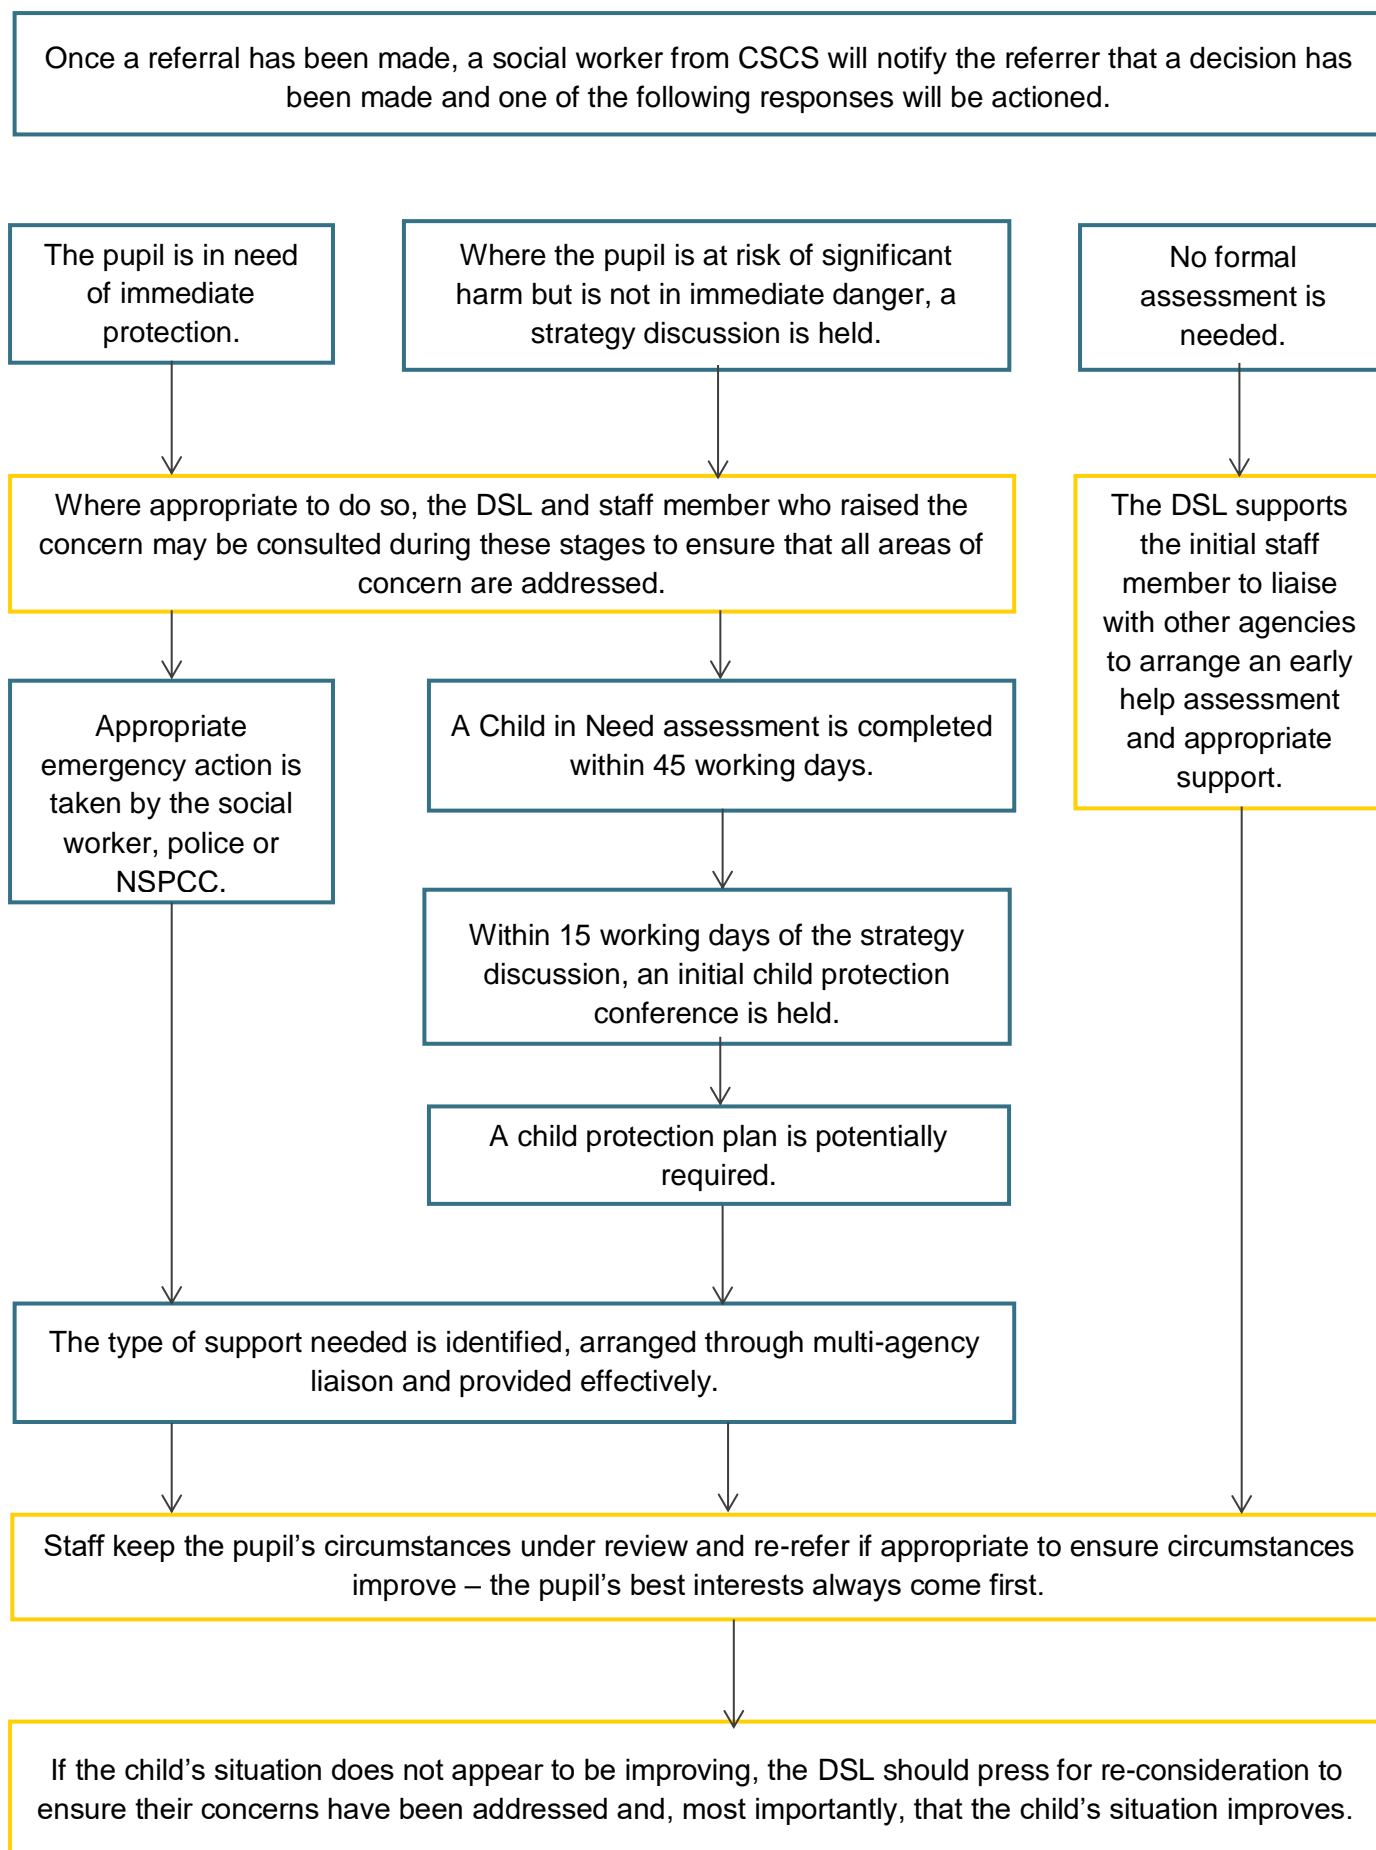 Once a referral has been made, a social worker from CSCS will notify the referrer that a decision has
been made and one of the following responses will be actioned.
The pupil is in need
of immediate
protection.
Where the pupil is at risk of significant
harm but is not in immediate danger, a
strategy discussion is held.
No formal
assessment is
needed.
Where appropriate to do so, the DSL and staff member who raised the
concern may be consulted during these stages to ensure that all areas of
concern are addressed.
The DSL supports
the initial staff
member to liaise
with other agencies
to arrange an early
help assessment
and appropriate
support.
Appropriate
emergency action is
taken by the social
worker, police or
NSPCC.
A Child in Need assessment is completed
within 45 working days.
Within 15 working days of the strategy
discussion, an initial child protection
conference is held.
A child protection plan is potentially
required.
The type of support needed is identified, arranged through multi-agency
liaison and provided effectively.
Staff keep the pupil’s circumstances under review and re-refer if appropriate to ensure circumstances
improve – the pupil’s best interests always come first.
If the child’s situation does not appear to be improving, the DSL should press for re-consideration to
ensure their concerns have been addressed and, most importantly, that the child’s situation improves.